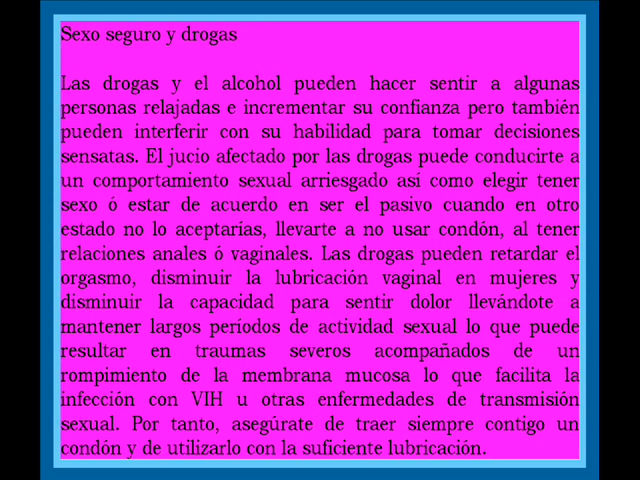 Sexo seguro y drogas
Las drogas y el alcohol pueden hacer sentir a algunas
personas relajadas e incrementar su confianza pero también
pueden interferir con su habilidad para tomar decisiones
sensatas. El jucio afectado por las drogas puede conducirte a
un comportamiento sexual arriesgado así como elegir tener
sexo ó estar de acuerdo en ser el pasivo cuando en otro
estado no lo aceptarías, llevarte a no usar condón, al tener
relaciones anales ó vaginales. Las drogas pueden retardar el
orgasmo, disminuir la lubricación vaginal en mujeres y
disminuir la capacidad para sentir dolor llevándote a
mantener largos períodos de actividad sexual lo que puede
resultar en traumas severos acompañados de un
rompimiento de la membrana mucosa lo que facilita la
infección con VIH u otras enfermedades de transmisión
sexual. Por tanto, asegúrate de traer siempre contigo un
condón y de utilizarlo con la suficiente lubricación.